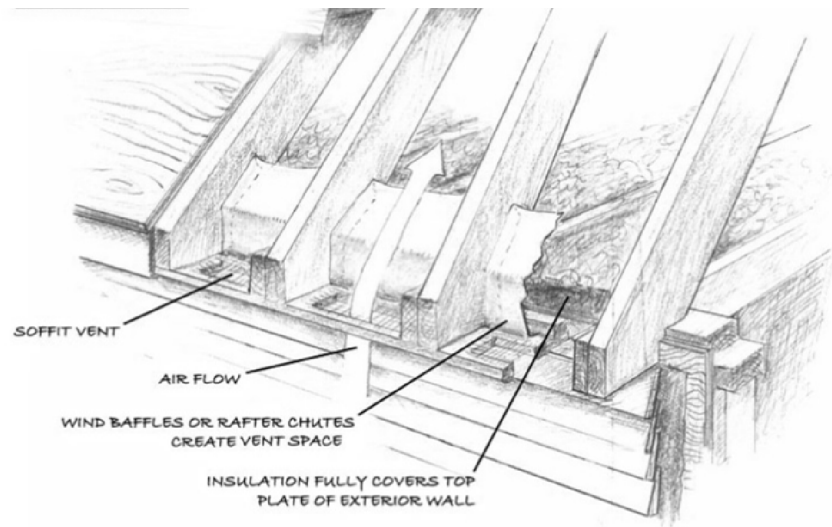 SOFFIT VENT
AIR FLOW
WIND BAFFLES OR RAFTER CHUTES
CREATE VENT SPACE
INSULATION FULLY COVERS TOP
PLATE OF EXTERIOR WALL